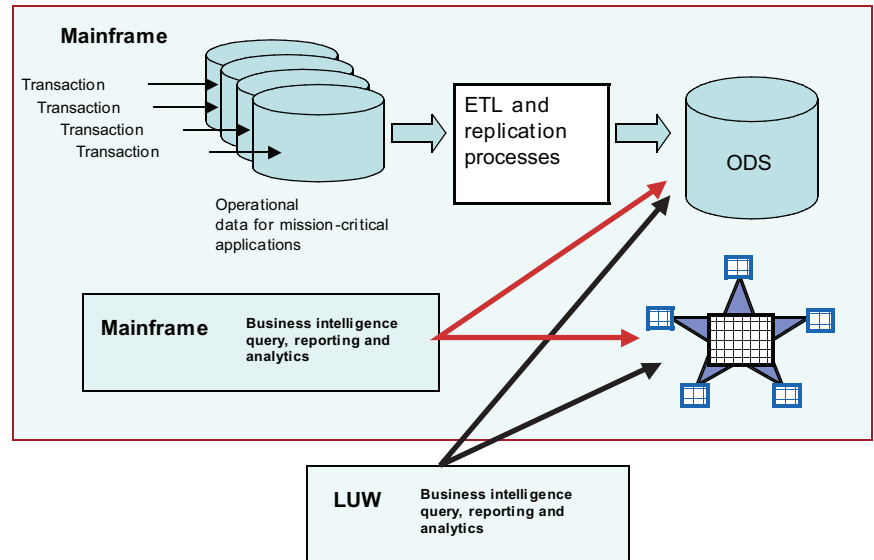 Mainframe
Transaction
Transaction
Transaction
Transaction
Operational
data for mission-critical
applications
ETL and
replication
processes
ODS
Mainframe
Business intelligence
query, reporting and
analytics
LUW
Business intelligence
query, reporting and
analytics